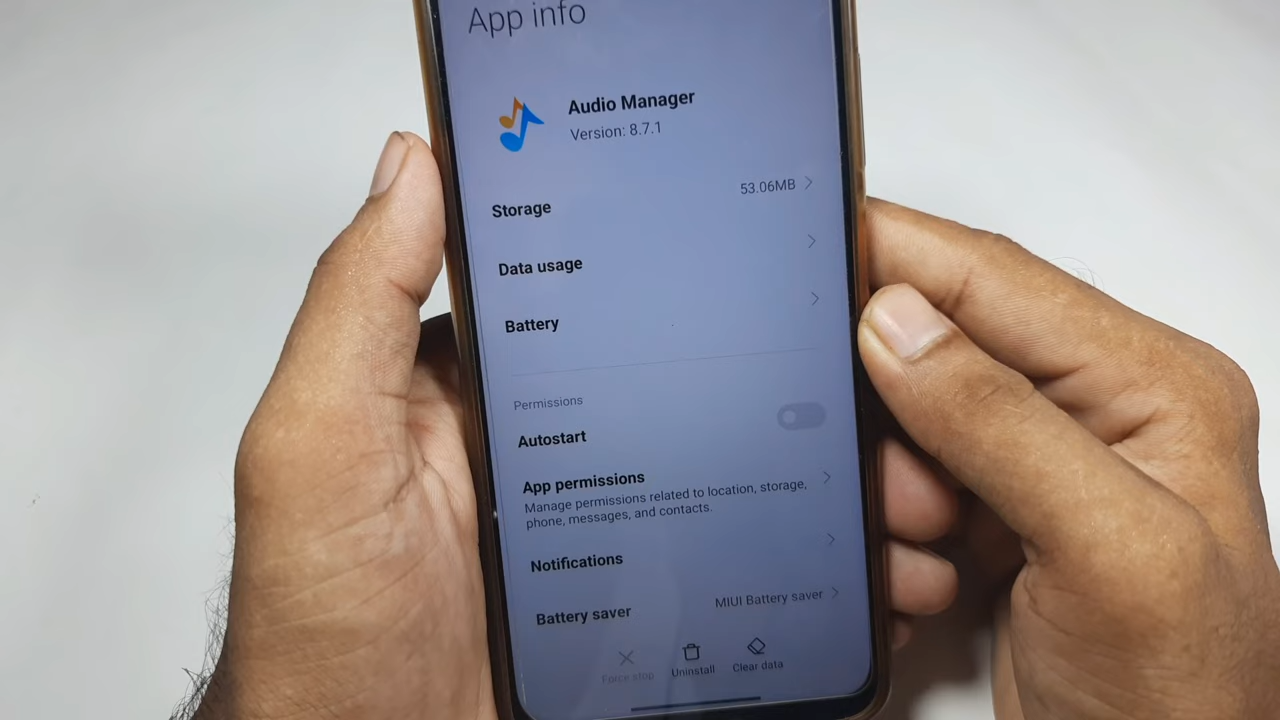 App info
Audio Manager
Version: 8.7.1
Storage 53.06MB
Data usage
Battery
Permissions
Autostart
App permissions
Manage permissions related to location, storage,
phone, messages, and contacts.
Notifications
Battery saver MIUI Battery saver
Force stop Uninstall Clear data